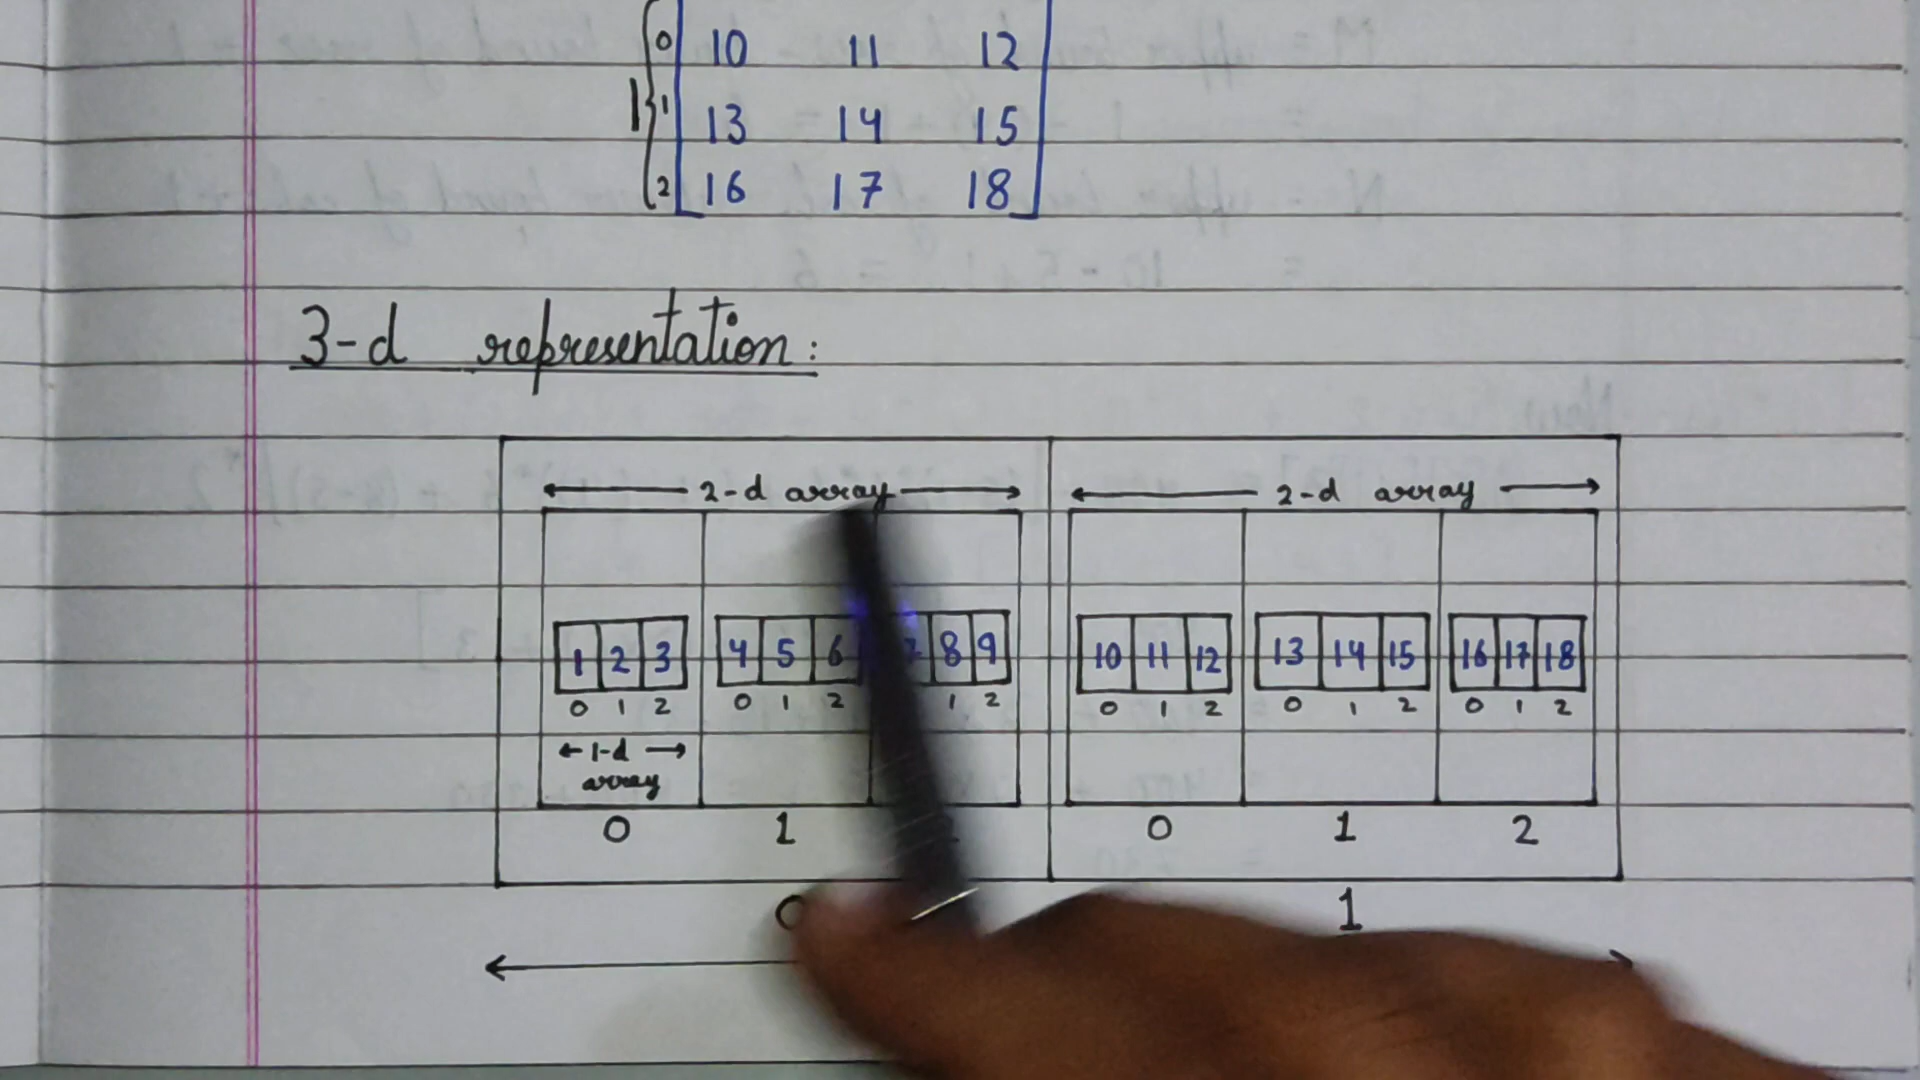 0 10 11 12
1 1 13 14 15
2 16 17 18
3-d representation:
2-d array 2-d array
1 2 3 4 5 6 7 8 9 10 11 12 13 14 15 16 17 18
0 1 2 0 1 2 1 2 0 1 2 0 1 2 0 1 2
1-d
array
0 1 0 1 2
0 1